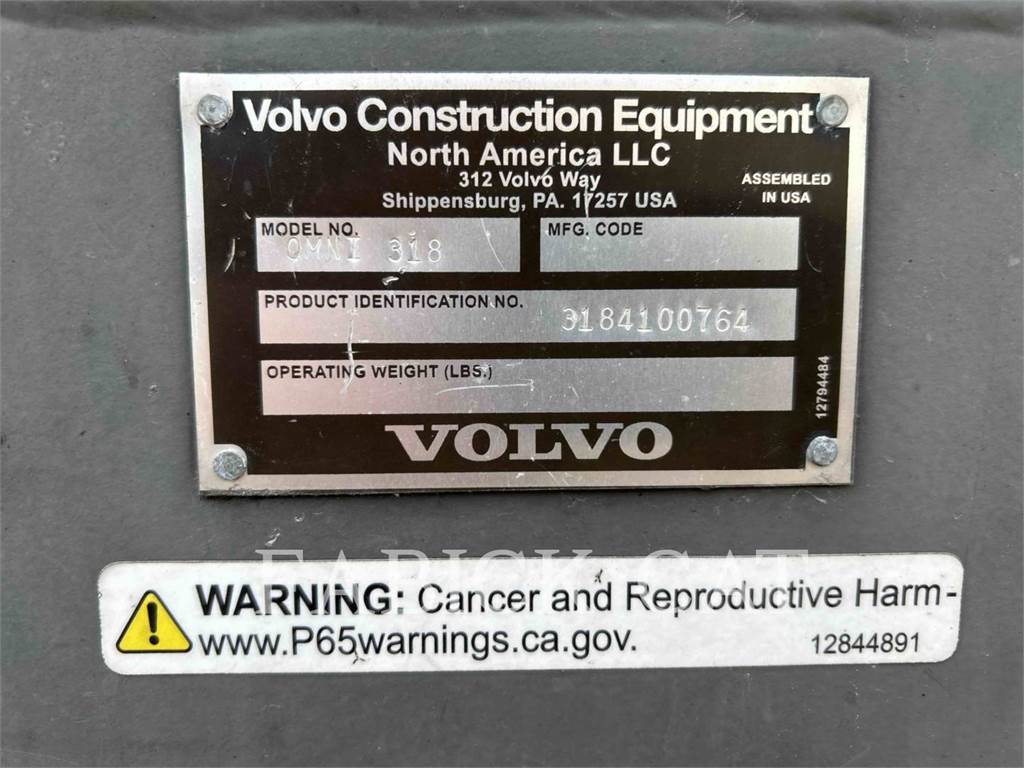 Volvo Construction Equipment
North America LLC
312 Volvo Way
Shippensburg, PA. 17257 USA
ASSEMBLED
IN USA
MODEL NO.
OMNI 318
MFG. CODE
PRODUCT IDENTIFICATION NO.
3184100764
OPERATING WEIGHT (LBS.)
12794484
VOLVO
FABICK CAT
WARNING: Cancer and Reproductive Harm-
www.P65warnings.ca.gov.
12844891